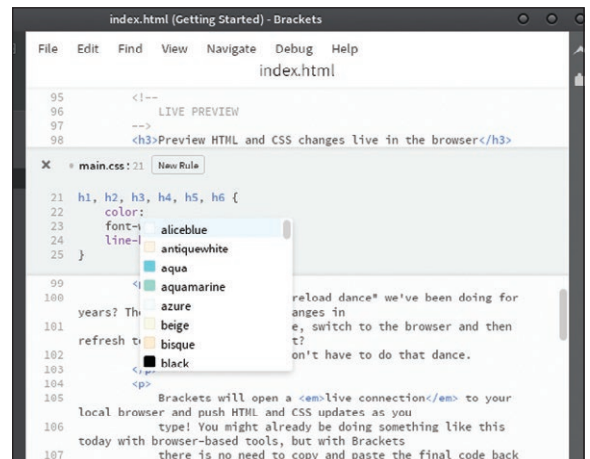 index.html (Getting Started) - Brackets
File Edit Find View Navigate Debug Help
index.html
95 <!--
96 LIVE PREVIEW
97 -->
98 <h3>Preview HTML and CSS changes live in the browser</h3>
× • main.css : 21 New Rule
21 h1, h2, h3, h4, h5, h6 {
22 color:
23 font-
24 line-
25 }
aliceblue
antiquewhite
aqua
aquamarine
azure
beige
bisque
black
99
100 reload dance" we've been doing for
years? anges in
101 e, switch to the browser and then
refresh t?
102 on't have to do that dance.
103
104 <p>
105 Brackets will open a <em>live connection</em> to your
local browser and push HTML and CSS updates as you
106 type! You might already be doing something like this
today with browser-based tools, but with Brackets
107 there is no need to copy and paste the final code back